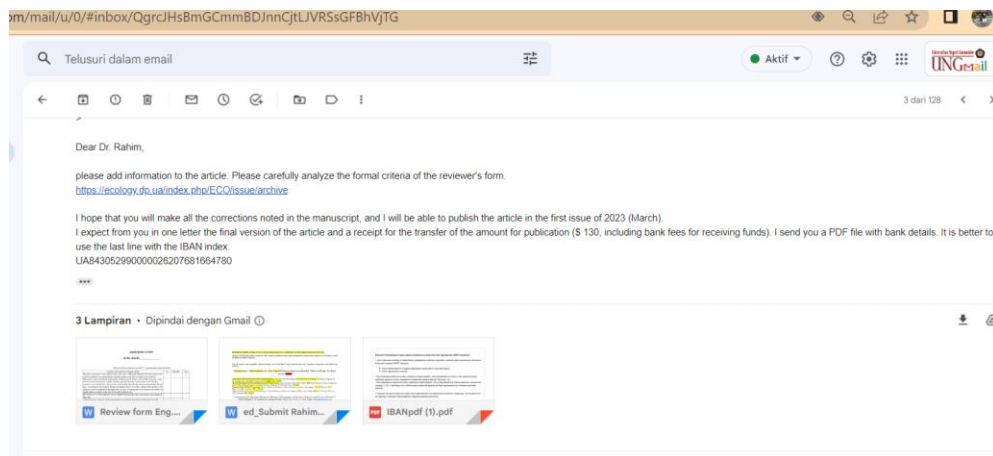 om/mail/u/0/#inbox/QgrcJHsBmGCmmBDJnnCjtLJVRSsGFBhVjTG
Telusuri dalam email
Aktif
UNGmail
3 dari 128
Dear Dr. Rahim,
please add information to the article. Please carefully analyze the formal criteria of the reviewer's form.
https://ecology.dp.ua/index.php/ECO/issue/archive
I hope that you will make all the corrections noted in the manuscript, and I will be able to publish the article in the first issue of 2023 (March).
I expect from you in one letter the final version of the article and a receipt for the transfer of the amount for publication ($ 130, including bank fees for receiving funds). I send you a PDF file with bank details. It is better to
use the last line with the IBAN index.
UA843052990000026207681664780
3 Lampiran • Dipindai dengan Gmail
W Review form Eng....
W ed_Submit Rahim...
PDF IBANpdf (1).pdf